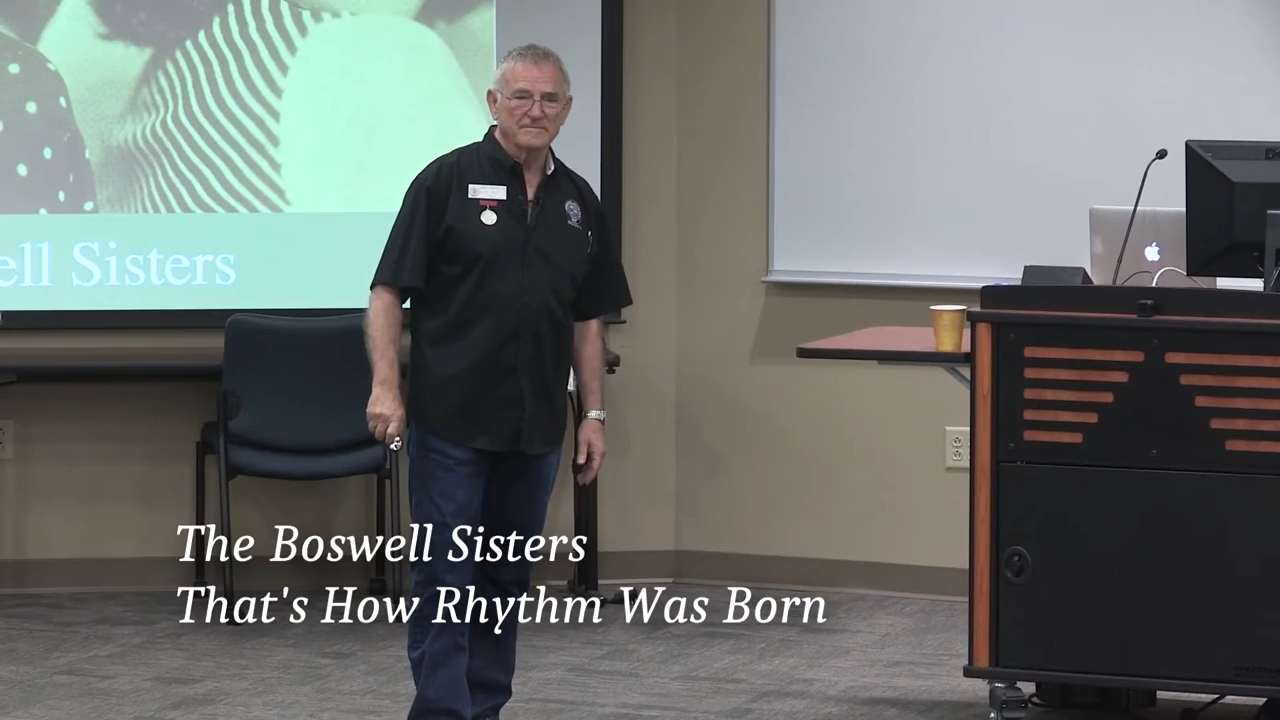 ell Sisters
The Boswell Sisters
That's How Rhythm Was Born